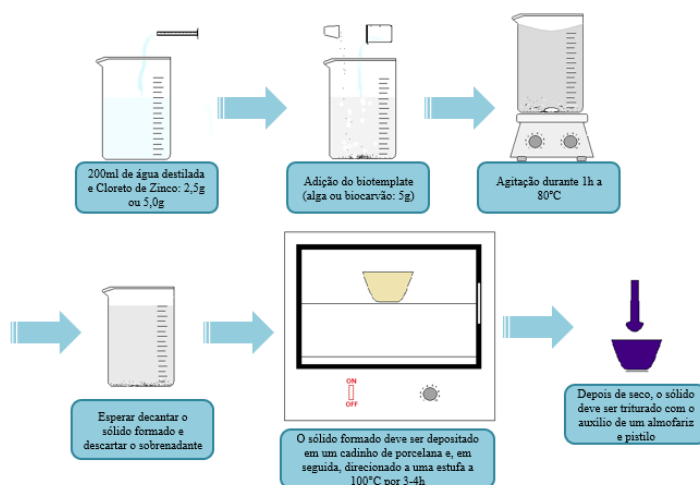 200ml de água destilada
e Cloreto de Zinco: 2,5g
ou 5,0g
Adição do biotemplate
(alga ou biocarvão: 5g)
Agitação durante 1h a
80°C
Esperar decantar o
sólido formado e
descartar o sobrenadante
ON
OFF
O sólido formado deve ser depositado
em um cadinho de porcelana e, em
seguida, direcionado a uma estufa a
100°C por 3-4h
Depois de seco, o sólido
deve ser triturado com o
auxílio de um almofariz e
pistilo